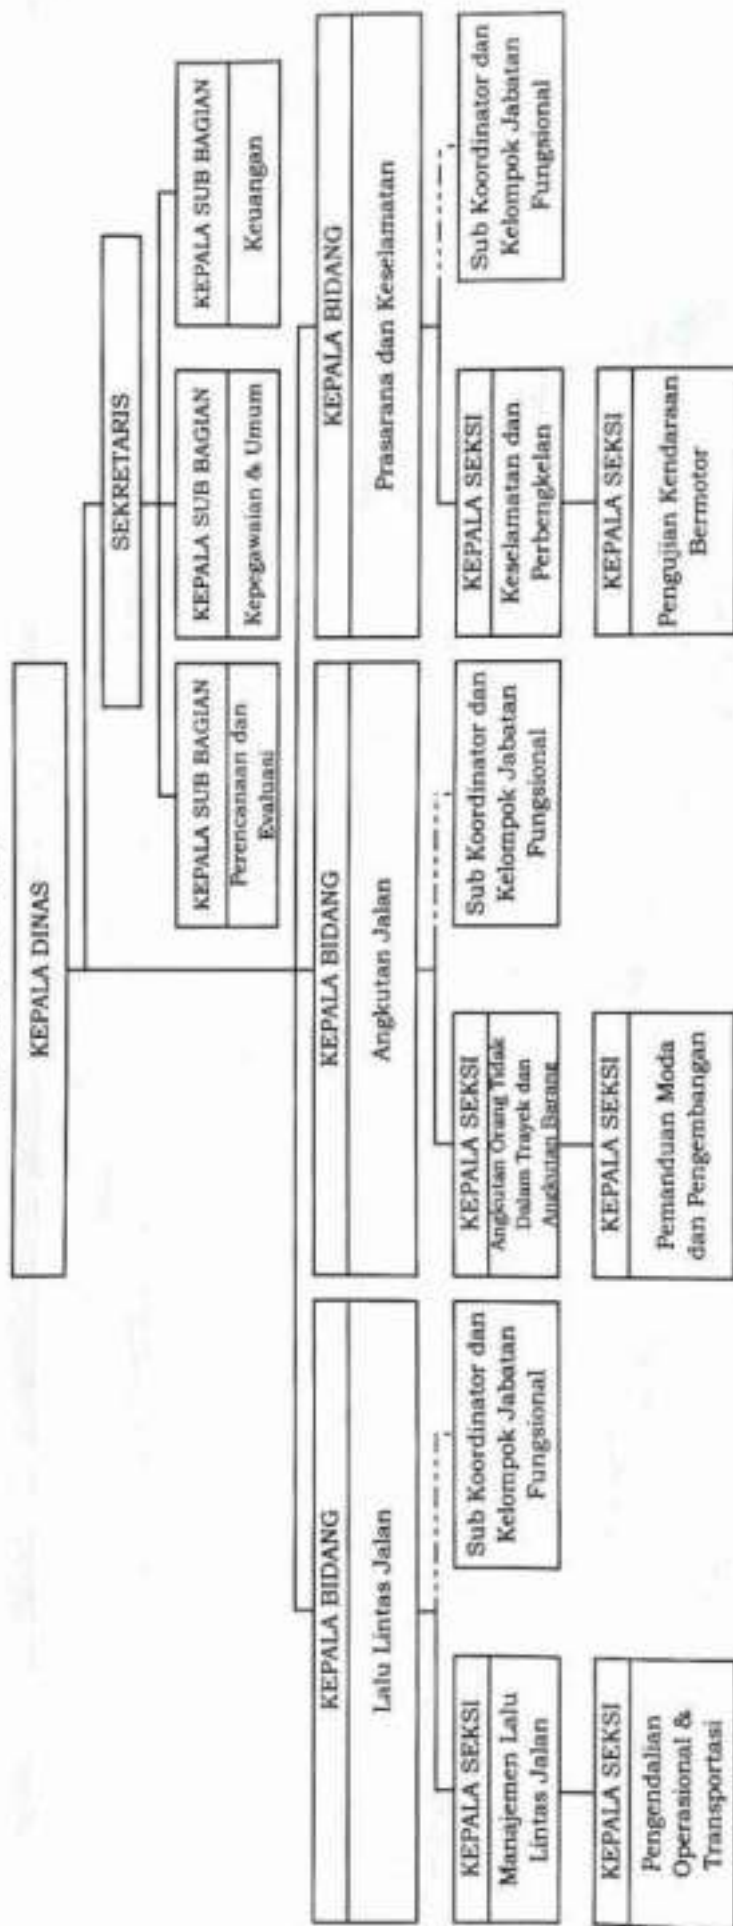 KEPALA DINAS
SEKRETARIS
KEPALA SUB BAGIAN
Perencanaan dan
Evaluasi
KEPALA SUB BAGIAN
Kepegawaian & Umum
KEPALA SUB BAGIAN
Keuangan
KEPALA BIDANG
Lalu Lintas Jalan
KEPALA BIDANG
Angkutan Jalan
KEPALA BIDANG
Prasarana dan Keselamatan
KEPALA SEKSI
Manajemen Lalu
Lintas Jalan
Sub Koordinator dan
Kelompok Jabatan
Fungsional
KEPALA SEKSI
Angkutan Orang Tidak
Dalam Trayek dan
Angkutan Barang
Sub Koordinator dan
Kelompok Jabatan
Fungsional
KEPALA SEKSI
Keselamatan dan
Perbengkelan
Sub Koordinator dan
Kelompok Jabatan
Fungsional
KEPALA SEKSI
Pengendalian
Operasional &
Transportasi
KEPALA SEKSI
Pemanduan Moda
dan Pengembangan
KEPALA SEKSI
Pengujian Kendaraan
Bermotor